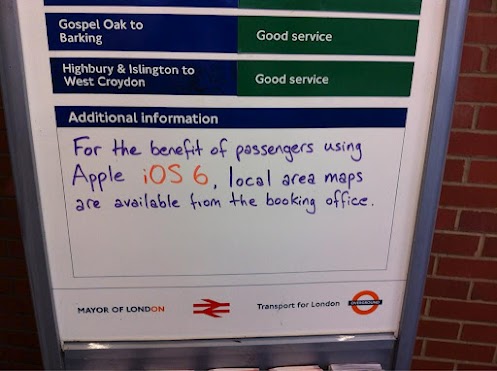 Gospel Oak to
Barking
Good service
Highbury & Islington to
West Croydon
Good service
Additional information
For the benefit of passengers using
Apple iOS 6, local area maps
are available from the booking office.
MAYOR OF LONDON
Transport for London
OVERGROUND